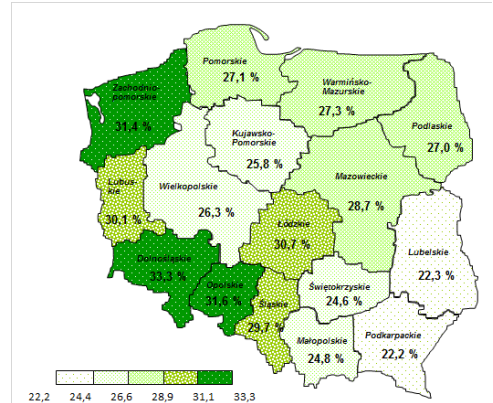 Pomorskie
27,1 %
Zachodnio-
pomorskie
31,4 %
Warmińsko-
Mazurskie
27,3 %
Podlaskie
27,0 %
Kujawsko-
Pomorskie
25,8 %
Lubus-
kie
30,1 %
Wielkopolskie
26,3 %
Mazowieckie
28,7 %
Łódzkie
30,7 %
Dolnośląskie
33,3 %
Opolskie
31,6 %
Śląskie
29,7 %
Świętokrzyskie
24,6 %
Lubelskie
22,3 %
Małopolskie
24,8 %
Podkarpackie
22,2 %
22,2 24,4 26,6 28,9 31,1 33,3